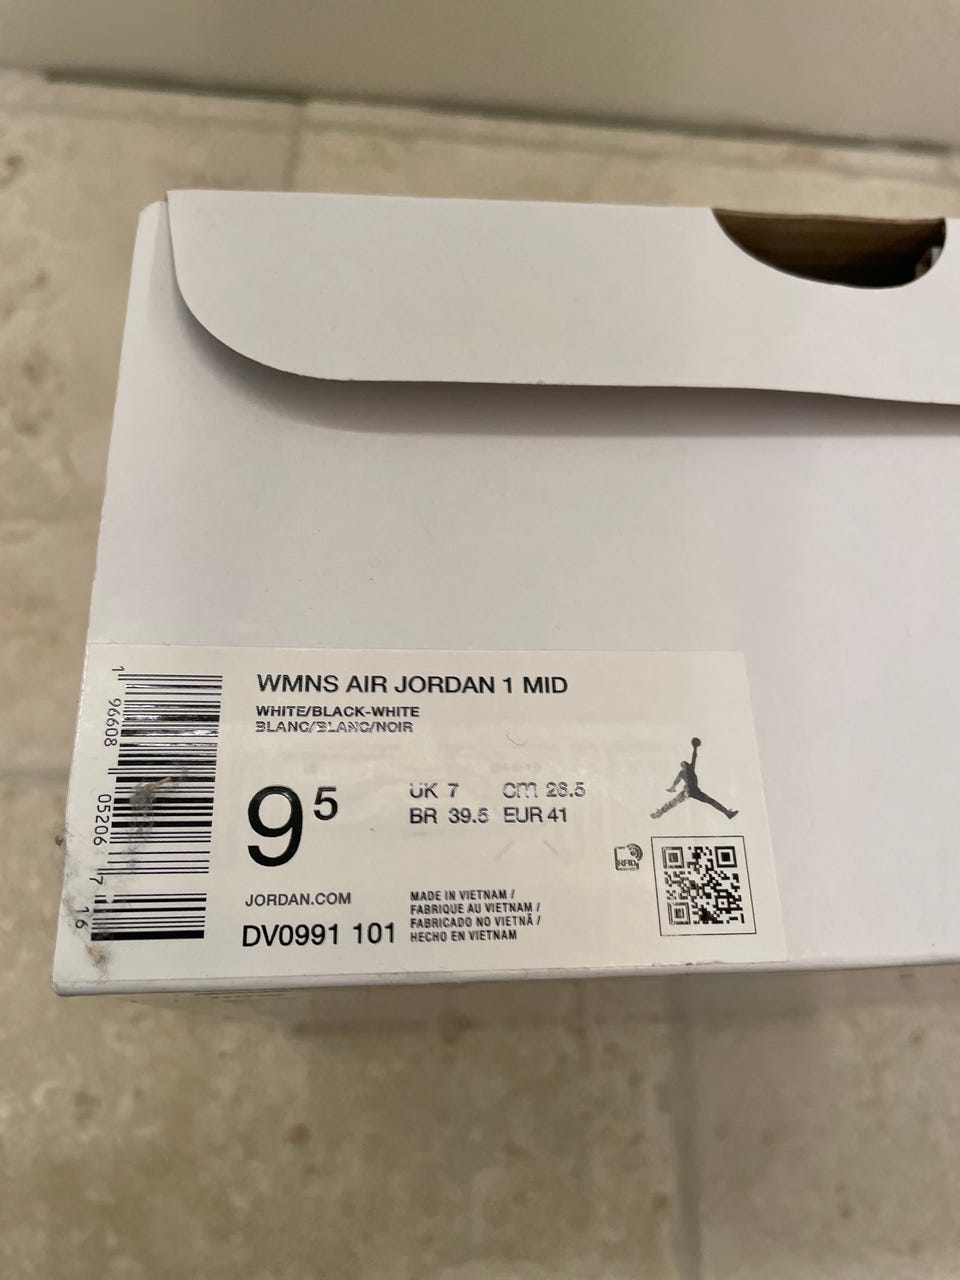 WMNS AIR JORDAN 1 MID
WHITE/BLACK-WHITE
BLANC/BLANC/NOIR
9⁵
UK 7 cm 26.5
BR 39.5 EUR 41
RFID
JORDAN.COM
DV0991 101
MADE IN VIETNAM /
FABRIQUE AU VIETNAM /
FABRICADO NO VIETNÃ /
HECHO EN VIETNAM
1 96608 05206 7 16